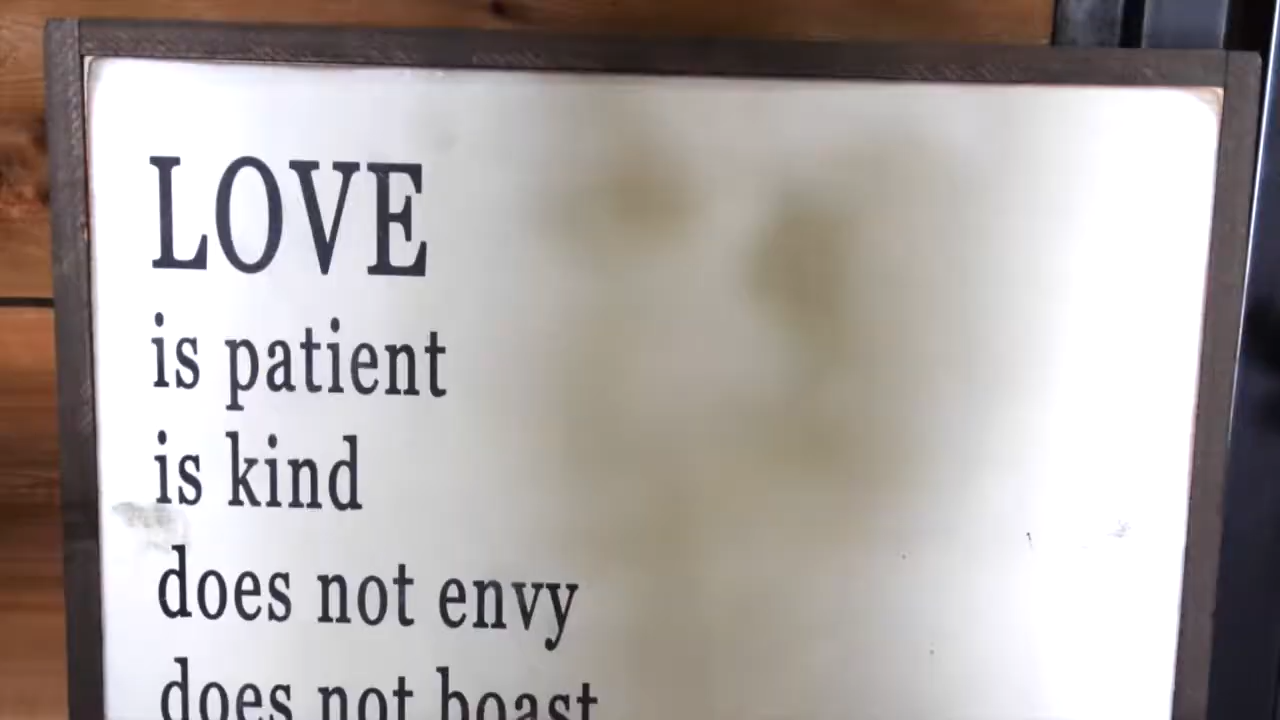 LOVE
is patient
is kind
does not envy
does not boast